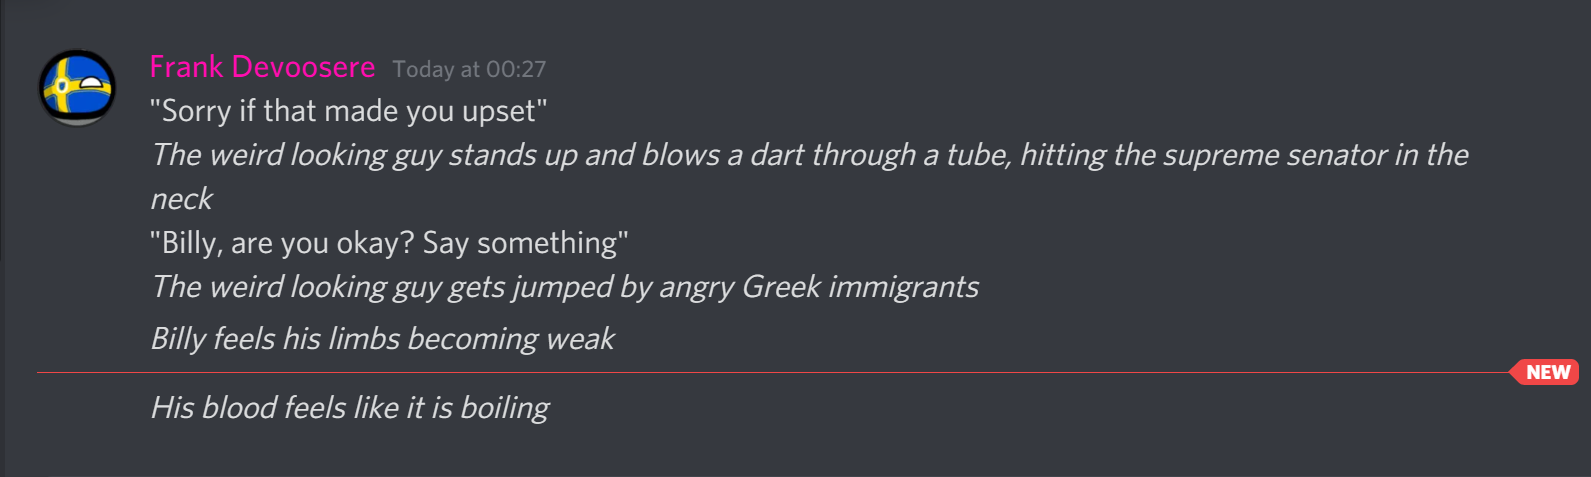 Frank Devoosere Today at 00:27
"Sorry if that made you upset"
The weird looking guy stands up and blows a dart through a tube, hitting the supreme senator in the
neck
"Billy, are you okay? Say something"
The weird looking guy gets jumped by angry Greek immigrants
Billy feels his limbs becoming weak
NEW
His blood feels like it is boiling